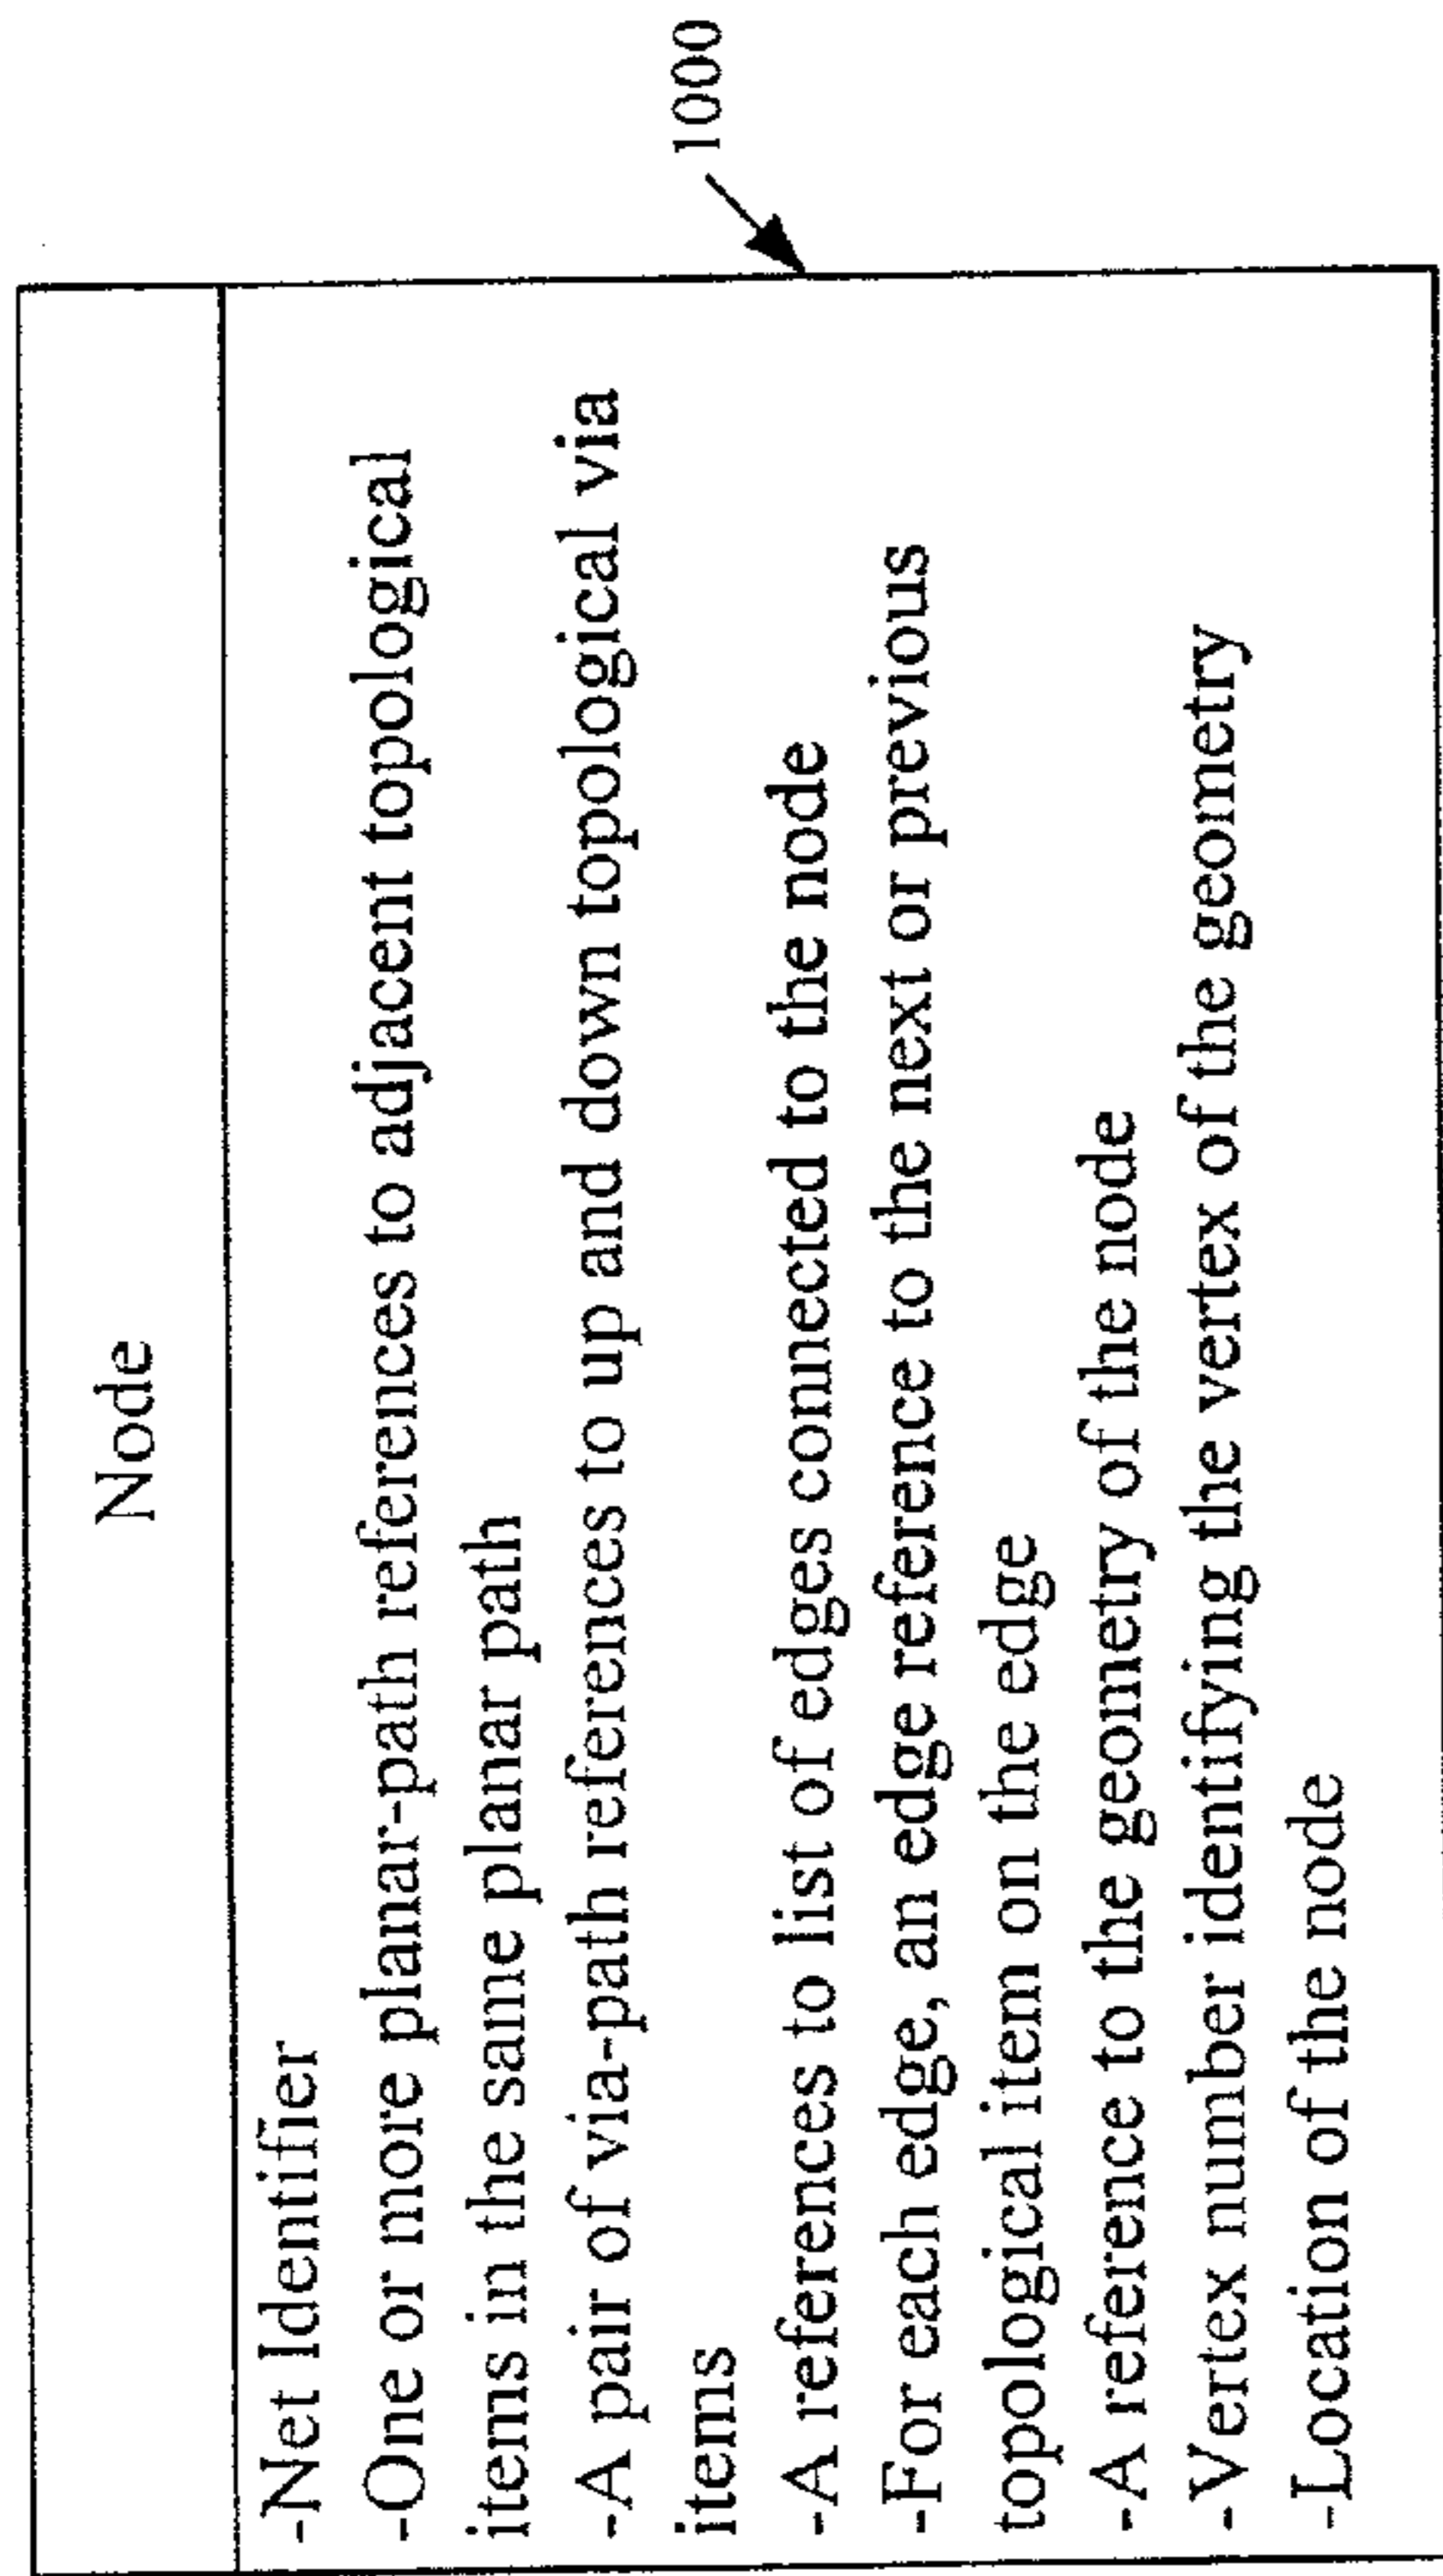 Node
-Net Identifier
-One or more planar-path references to adjacent topological
items in the same planar path
-A pair of via-path references to up and down topological via
items
-A references to list of edges connected to the node
-For each edge, an edge reference to the next or previous
topological item on the edge
-A reference to the geometry of the node
-Vertex number identifying the vertex of the geometry
-Location of the node
1000